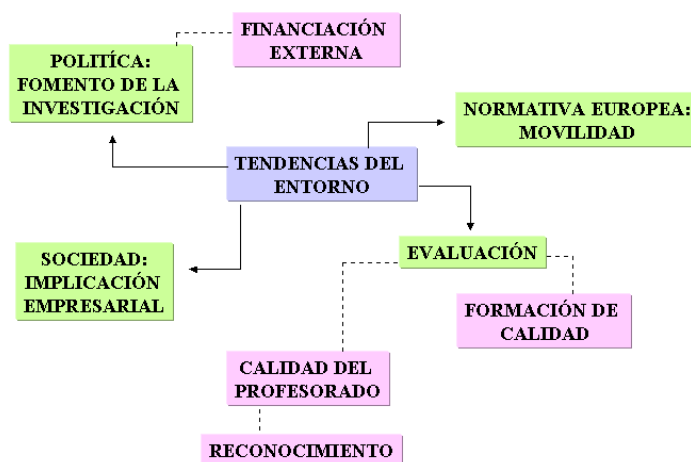 FINANCIACIÓN
EXTERNA
POLITÍCA:
FOMENTO DE LA
INVESTIGACIÓN
NORMATIVA EUROPEA:
MOVILIDAD
TENDENCIAS DEL
ENTORNO
SOCIEDAD:
IMPLICACIÓN
EMPRESARIAL
EVALUACIÓN
FORMACIÓN DE
CALIDAD
CALIDAD DEL
PROFESORADO
RECONOCIMIENTO